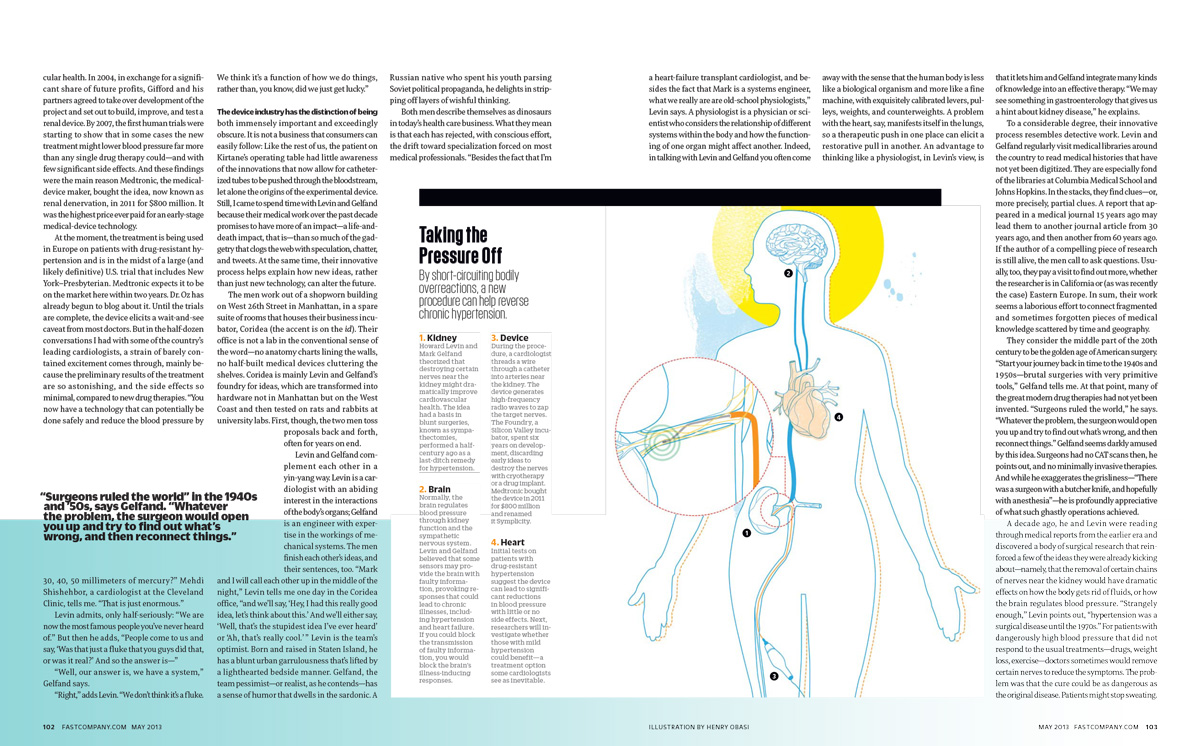 cular health. In 2004, in exchange for a signifi-
cant share of future profits, Gifford and his
partners agreed to take over development of the
project and set out to build, improve, and test a
renal device. By 2007, the first human trials were
starting to show that in some cases the new
treatment might lower blood pressure far more
than any single drug therapy could—and with
few significant side effects. And these findings
were the main reason Medtronic, the medical-
device maker, bought the idea, now known as
renal denervation, in 2011 for $800 million. It
was the highest price ever paid for an early-stage
medical-device technology.
At the moment, the treatment is being used
in Europe on patients with drug-resistant hy-
pertension and is in the midst of a large (and
likely definitive) U.S. trial that includes New
York–Presbyterian. Medtronic expects it to be
on the market here within two years. Dr. Oz has
already begun to blog about it. Until the trials
are complete, the device elicits a wait-and-see
caveat from most doctors. But in the half-dozen
conversations I had with some of the country's
leading cardiologists, a strain of barely con-
tained excitement comes through, mainly be-
cause the preliminary results of the treatment
are so astonishing, and the side effects so
minimal, compared to new drug therapies. "You
now have a technology that can potentially be
done safely and reduce the blood pressure by
"Surgeons ruled the world" in the 1940s
and '50s, says Gelfand. "Whatever
the problem, the surgeon would open
you up and try to find out what's
wrong, and then reconnect things."
30, 40, 50 millimeters of mercury?" Mehdi
Shishehbor, a cardiologist at the Cleveland
Clinic, tells me. "That is just enormous."
Levin admits, only half-seriously: "We are
now the most famous people you've never heard
of." But then he adds, "People come to us and
say, 'Was that just a fluke that you guys did that,
or was it real?' And so the answer is—"
"Well, our answer is, we have a system,"
Gelfand says.
"Right," adds Levin. "We don't think it's a fluke.
We think it's a function of how we do things,
rather than, you know, did we just get lucky."
The device industry has the distinction of being
both immensely important and exceedingly
obscure. It is not a business that consumers can
easily follow: Like the rest of us, the patient on
Kirtane's operating table had little awareness
of the innovations that now allow for catheter-
ized tubes to be pushed through the bloodstream,
let alone the origins of the experimental device.
Still, I came to spend time with Levin and Gelfand
because their medical work over the past decade
promises to have more of an impact—a life-and-
death impact, that is—than so much of the gad-
getry that clogs the web with speculation, chatter,
and tweets. At the same time, their innovative
process helps explain how new ideas, rather
than just new technology, can alter the future.
The men work out of a shopworn building
on West 26th Street in Manhattan, in a spare
suite of rooms that houses their business incu-
bator, Coridea (the accent is on the id). Their
office is not a lab in the conventional sense of
the word—no anatomy charts lining the walls,
no half-built medical devices cluttering the
shelves. Coridea is mainly Levin and Gelfand's
foundry for ideas, which are transformed into
hardware not in Manhattan but on the West
Coast and then tested on rats and rabbits at
university labs. First, though, the two men toss
proposals back and forth,
often for years on end.
Levin and Gelfand com-
plement each other in a
yin-yang way. Levin is a car-
diologist with an abiding
interest in the interactions
of the body's organs; Gelfand
is an engineer with exper-
tise in the workings of me-
chanical systems. The men
finish each other's ideas, and
their sentences, too. "Mark
and I will call each other up in the middle of the
night," Levin tells me one day in the Coridea
office, "and we'll say, 'Hey, I had this really good
idea, let's think about this.' And we'll either say,
'Well, that's the stupidest idea I've ever heard'
or 'Ah, that's really cool.' " Levin is the team's
optimist. Born and raised in Staten Island, he
has a blunt urban garrulousness that's lifted by
a lighthearted bedside manner. Gelfand, the
team pessimist—or realist, as he contends—has
a sense of humor that dwells in the sardonic. A
Russian native who spent his youth parsing
Soviet political propaganda, he delights in strip-
ping off layers of wishful thinking.
Both men describe themselves as dinosaurs
in today's health care business. What they mean
is that each has rejected, with conscious effort,
the drift toward specialization forced on most
medical professionals. "Besides the fact that I'm
Taking the
Pressure Off
By short-circuiting bodily
overreactions, a new
procedure can help reverse
chronic hypertension.
1. Kidney
Howard Levin and
Mark Gelfand
theorized that
destroying certain
nerves near the
kidney might dra-
matically improve
cardiovascular
health. The idea
had a basis in
blunt surgeries,
known as sympa-
thectomies,
performed a half-
century ago as a
last-ditch remedy
for hypertension.
2. Brain
Normally, the
brain regulates
blood pressure
through kidney
function and the
sympathetic
nervous system.
Levin and Gelfand
believed that some
sensors may pro-
vide the brain with
faulty informa-
tion, provoking re-
sponses that could
lead to chronic
illnesses, includ-
ing hypertension
and heart failure.
If you could block
the transmission
of faulty informa-
tion, you would
block the brain's
illness-inducing
responses.
3. Device
During the proce-
dure, a cardiologist
threads a wire
through a catheter
into arteries near
the kidney. The
device generates
high-frequency
radio waves to zap
the target nerves.
The Foundry, a
Silicon Valley incu-
bator, spent six
years on develop-
ment, discarding
early ideas to
destroy the nerves
with cryotherapy
or a drug implant.
Medtronic bought
the device in 2011
for $800 million
and renamed
it Symplicity.
4. Heart
Initial tests on
patients with
drug-resistant
hypertension
suggest the device
can lead to signifi-
cant reductions
in blood pressure
with little or no
side effects. Next,
researchers will in-
vestigate whether
those with mild
hypertension
could benefit—a
treatment option
some cardiologists
see as inevitable.
2
4
1
3
a heart-failure transplant cardiologist, and be-
sides the fact that Mark is a systems engineer,
what we really are are old-school physiologists,"
Levin says. A physiologist is a physician or sci-
entist who considers the relationship of different
systems within the body and how the function-
ing of one organ might affect another. Indeed,
in talking with Levin and Gelfand you often come
away with the sense that the human body is less
like a biological organism and more like a fine
machine, with exquisitely calibrated levers, pul-
leys, weights, and counterweights. A problem
with the heart, say, manifests itself in the lungs,
so a therapeutic push in one place can elicit a
restorative pull in another. An advantage to
thinking like a physiologist, in Levin's view, is
that it lets him and Gelfand integrate many kinds
of knowledge into an effective therapy. "We may
see something in gastroenterology that gives us
a hint about kidney disease," he explains.
To a considerable degree, their innovative
process resembles detective work. Levin and
Gelfand regularly visit medical libraries around
the country to read medical histories that have
not yet been digitized. They are especially fond
of the libraries at Columbia Medical School and
Johns Hopkins. In the stacks, they find clues—or,
more precisely, partial clues. A report that ap-
peared in a medical journal 15 years ago may
lead them to another journal article from 30
years ago, and then another from 60 years ago.
If the author of a compelling piece of research
is still alive, the men call to ask questions. Usu-
ally, too, they pay a visit to find out more, whether
the researcher is in California or (as was recently
the case) Eastern Europe. In sum, their work
seems a laborious effort to connect fragmented
and sometimes forgotten pieces of medical
knowledge scattered by time and geography.
They consider the middle part of the 20th
century to be the golden age of American surgery.
"Start your journey back in time to the 1940s and
1950s—brutal surgeries with very primitive
tools," Gelfand tells me. At that point, many of
the great modern drug therapies had not yet been
invented. "Surgeons ruled the world," he says.
"Whatever the problem, the surgeon would open
you up and try to find out what's wrong, and then
reconnect things." Gelfand seems darkly amused
by this idea. Surgeons had no CAT scans then, he
points out, and no minimally invasive therapies.
And while he exaggerates the grisliness—"There
was a surgeon with a butcher knife, and hopefully
with anesthesia"—he is profoundly appreciative
of what such ghastly operations achieved.
A decade ago, he and Levin were reading
through medical reports from the earlier era and
discovered a body of surgical research that rein-
forced a few of the ideas they were already kicking
about—namely, that the removal of certain chains
of nerves near the kidney would have dramatic
effects on how the body gets rid of fluids, or how
the brain regulates blood pressure. "Strangely
enough," Levin points out, "hypertension was a
surgical disease until the 1970s." For patients with
dangerously high blood pressure that did not
respond to the usual treatments—drugs, weight
loss, exercise—doctors sometimes would remove
certain nerves to reduce the symptoms. The prob-
lem was that the cure could be as dangerous as
the original disease. Patients might stop sweating,
102 FASTCOMPANY.COM MAY 2013
ILLUSTRATION BY HENRY OBASI
MAY 2013 FASTCOMPANY.COM 103